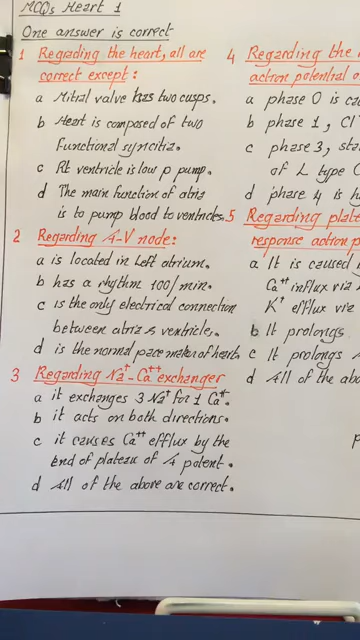 MCQs Heart 1
One answer is correct
1 Regarding the heart, all are
correct except:
a Mitral valve has two cusps.
b Heart is composed of two
functional syncitia.
c Rt ventricle is low p pump.
d The main function of atria
is to pump blood to ventricles.
2 Regarding A-V node:
a is located in Left atrium.
b has a rhythm 100/min.
c is the only electrical connection
between atria & ventricle.
d is the normal pacemaker of heart.
3 Regarding Na+ - Ca++ exchanger
a it exchanges 3 Na+ for 1 Ca++.
b it acts on both directions.
c it causes Ca++ efflux by the
end of plateau of A potent.
d All of the above are correct.
4 Regarding the
action potential
a phase 0 is
b phase 1, Cl
c phase 3,
of L type
d phase 4 is
5 Regarding
response action
a It is caused
Ca++ influx via
K+ efflux via
b It prolongs
c It prolongs
d All of the